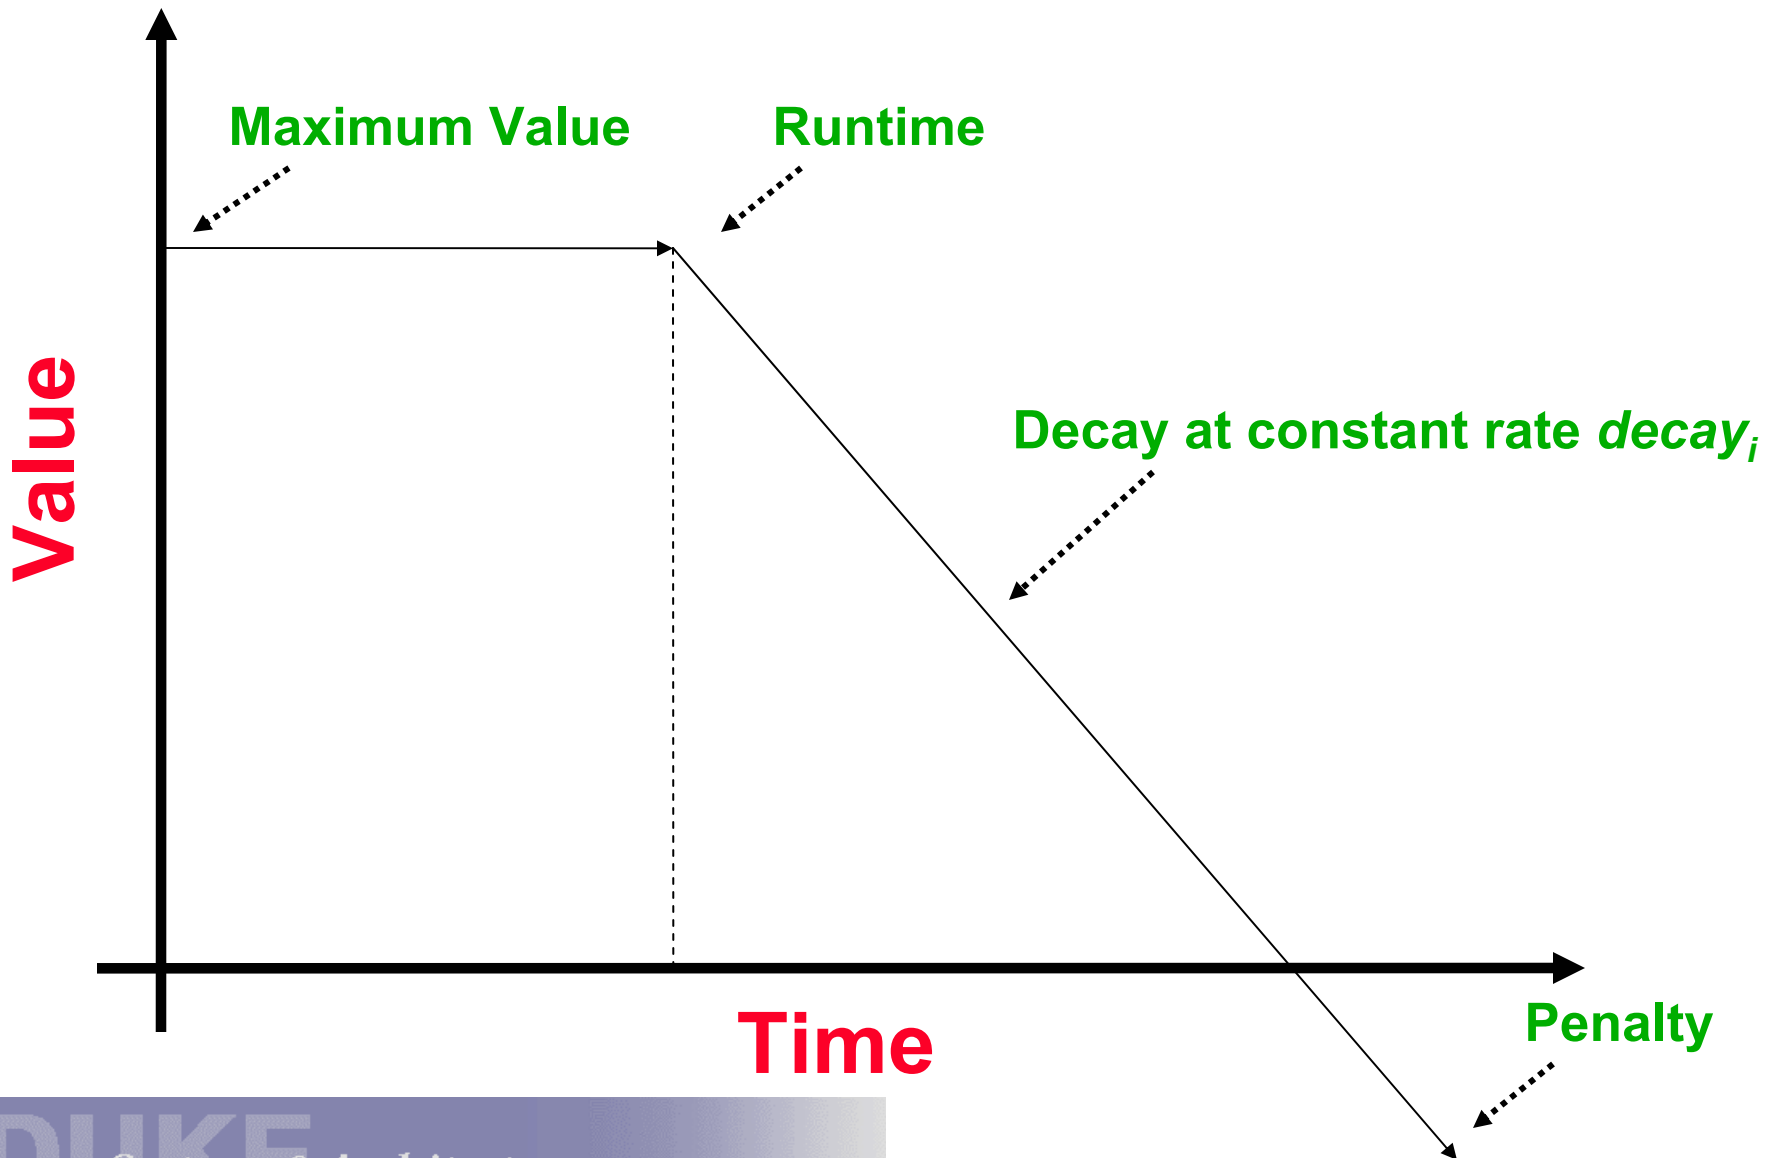 Maximum Value
Runtime
Value
Decay at constant rate decayᵢ
Time
Penalty
DUKE